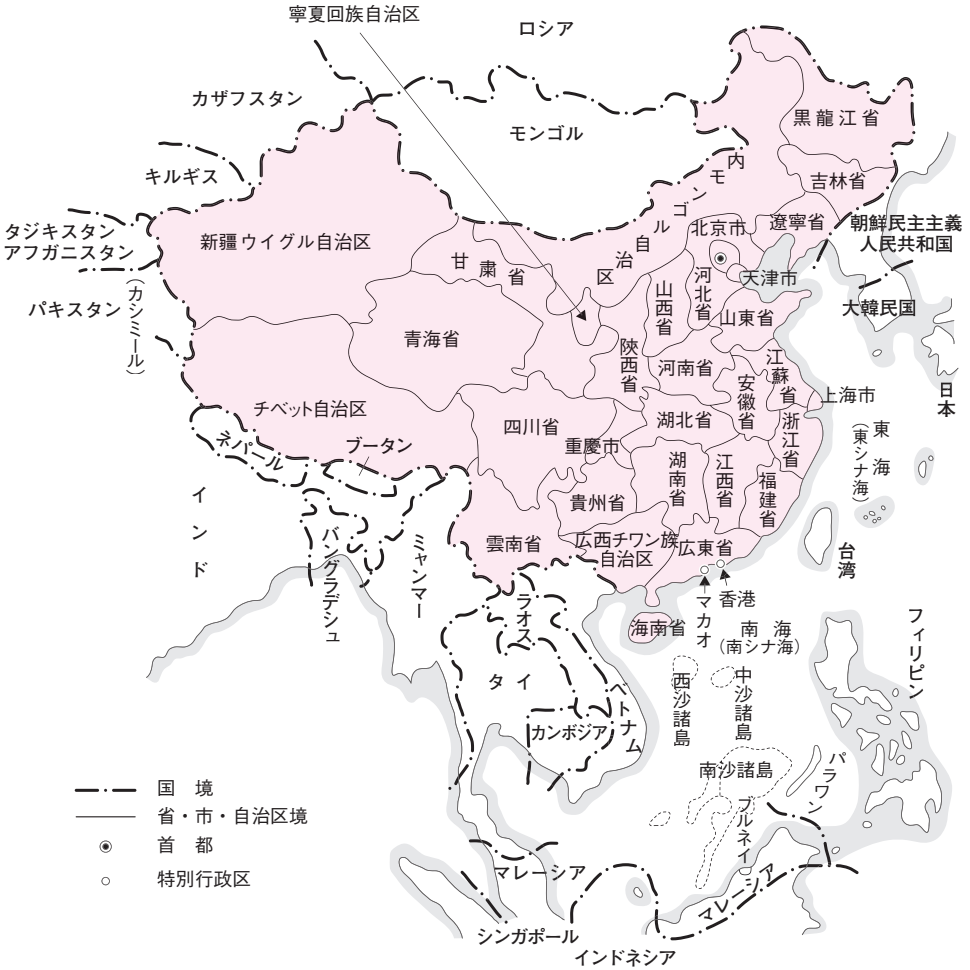 寧夏回族自治区
ロシア
カザフスタン
モンゴル
黒龍江省
内モンゴル自治区
吉林省
キルギス
遼寧省
北京市
朝鮮民主主義
人民共和国
タジキスタン
アフガニスタン
新疆ウイグル自治区
甘粛省
天津市
パキスタン
(カシミール)
河北省
山西省
山東省
大韓民国
青海省
陝西省
河南省
江蘇省
安徽省
上海市
日本
チベット自治区
四川省
重慶市
湖北省
浙江省
東海
(東シナ海)
ネパール
ブータン
湖南省
江西省
福建省
インド
貴州省
バングラデシュ
ミャンマー
雲南省
広西チワン族
自治区
広東省
台湾
香港
マカオ
ラオス
海南省
南海
(南シナ海)
フィリピン
タイ
ベトナム
西沙諸島
中沙諸島
カンボジア
南沙諸島
パラワン
ブルネイ
国境
省・市・自治区境
首都
特別行政区
マレーシア
マレーシア
シンガポール
インドネシア